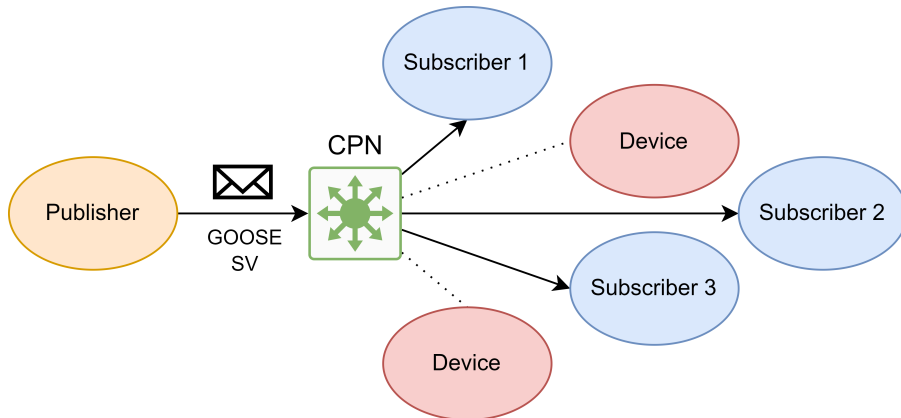 Subscriber 1
CPN
Device
Publisher
GOOSE
SV
Subscriber 2
Subscriber 3
Device